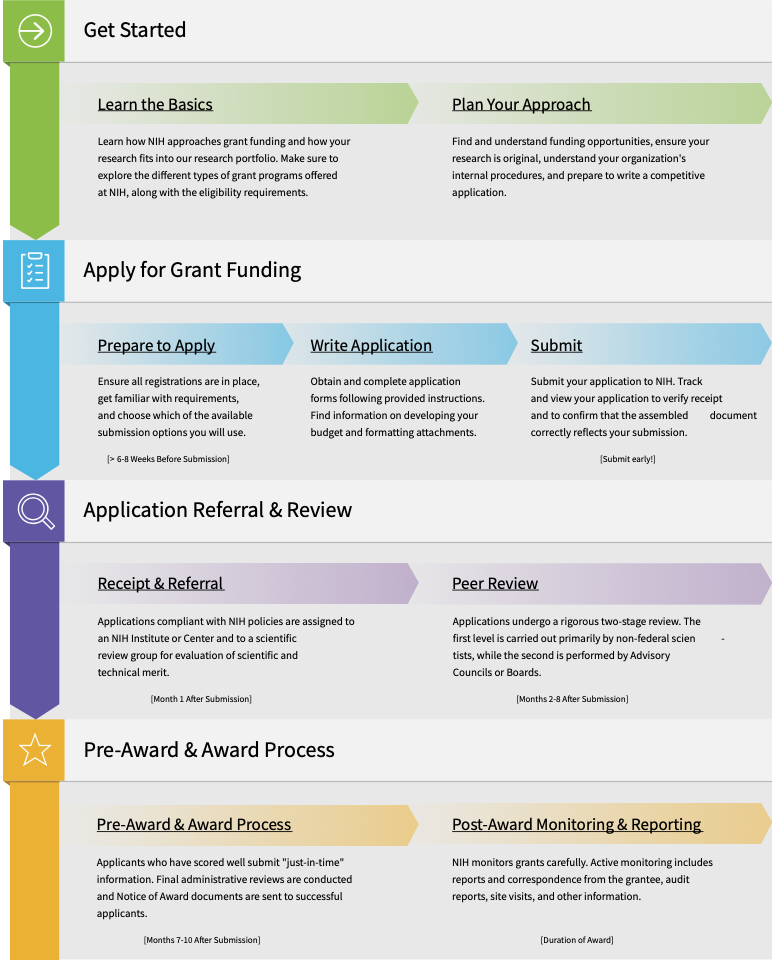 Get Started
Learn the Basics
Learn how NIH approaches grant funding and how your
research fits into our research portfolio. Make sure to
explore the different types of grant programs offered
at NIH, along with the eligibility requirements.
Plan Your Approach
Find and understand funding opportunities, ensure your
research is original, understand your organization's
internal procedures, and prepare to write a competitive
application.
Apply for Grant Funding
Prepare to Apply
Ensure all registrations are in place,
get familiar with requirements,
and choose which of the available
submission options you will use.
[> 6-8 Weeks Before Submission]
Write Application
Obtain and complete application
forms following provided instructions.
Find information on developing your
budget and formatting attachments.
Submit
Submit your application to NIH. Track
and view your application to verify receipt
and to confirm that the assembled document
correctly reflects your submission.
[Submit early!]
Application Referral & Review
Receipt & Referral
Applications compliant with NIH policies are assigned to
an NIH Institute or Center and to a scientific
review group for evaluation of scientific and
technical merit.
[Month 1 After Submission]
Peer Review
Applications undergo a rigorous two-stage review. The
first level is carried out primarily by non-federal scien -
tists, while the second is performed by Advisory
Councils or Boards.
[Months 2-8 After Submission]
Pre-Award & Award Process
Pre-Award & Award Process
Applicants who have scored well submit "just-in-time"
information. Final administrative reviews are conducted
and Notice of Award documents are sent to successful
applicants.
[Months 7-10 After Submission]
Post-Award Monitoring & Reporting
NIH monitors grants carefully. Active monitoring includes
reports and correspondence from the grantee, audit
reports, site visits, and other information.
[Duration of Award]